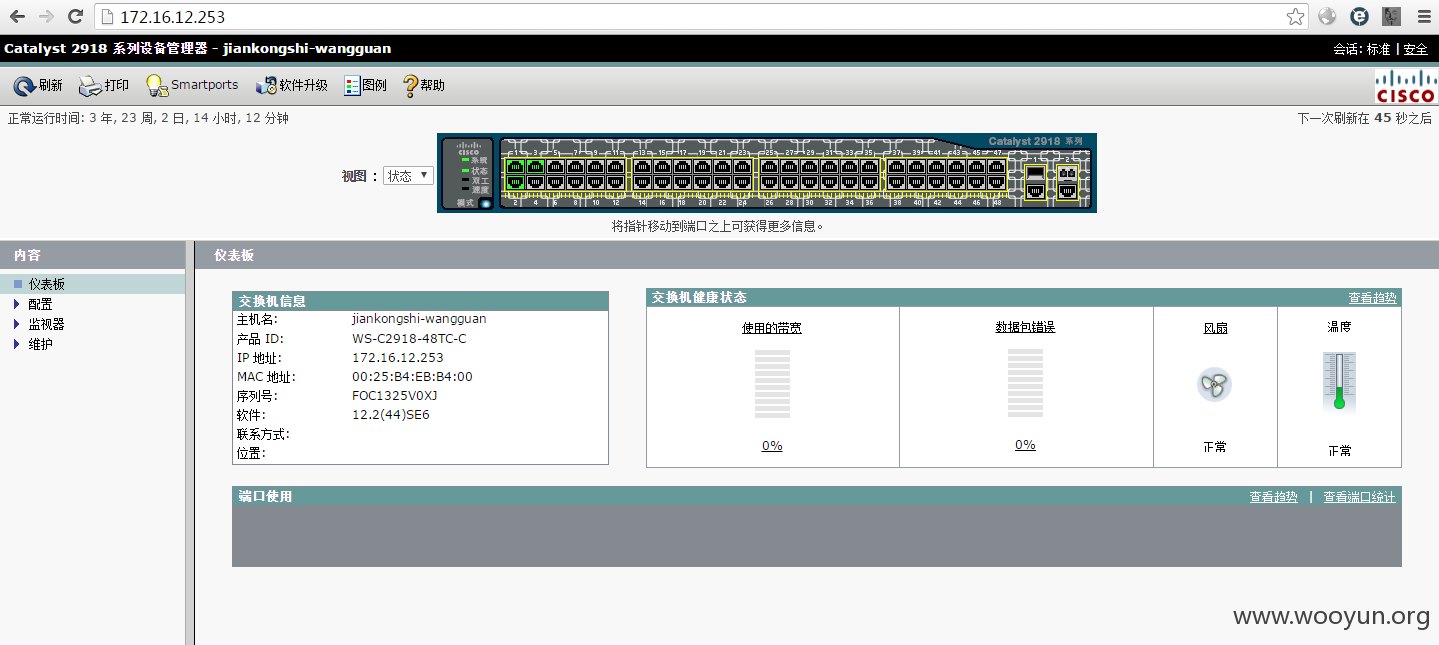 172.16.12.253
Catalyst 2918 系列设备管理器 - jiankongshi-wangguan
会话: 标准 | 安全
刷新 打印 Smartports 软件升级 图例 帮助
CISCO
正常运行时间: 3 年, 23 周, 2 日, 14 小时, 12 分钟
下一次刷新在 45 秒之后
Catalyst 2918 系列
CISCO
系统
状态
双工
速度
模式
1 3 5 7 9 11 13 15 17 19 21 23 25 27 29 31 33 35 37 39 41 43 45 47 1 2
2 4 6 8 10 12 14 16 18 20 22 24 26 28 30 32 34 36 38 40 42 44 46 48
视图 : 状态
将指针移动到端口之上可获得更多信息。
内容
仪表板
配置
监视器
维护
仪表板
交换机信息
主机名: jiankongshi-wangguan
产品 ID: WS-C2918-48TC-C
IP 地址: 172.16.12.253
MAC 地址: 00:25:B4:EB:B4:00
序列号: FOC1325V0XJ
软件: 12.2(44)SE6
联系方式:
位置:
交换机健康状态 查看趋势
使用的带宽 数据包错误 风扇 温度
0% 0% 正常 正常
端口使用 查看趋势 | 查看端口统计
www.wooyun.org